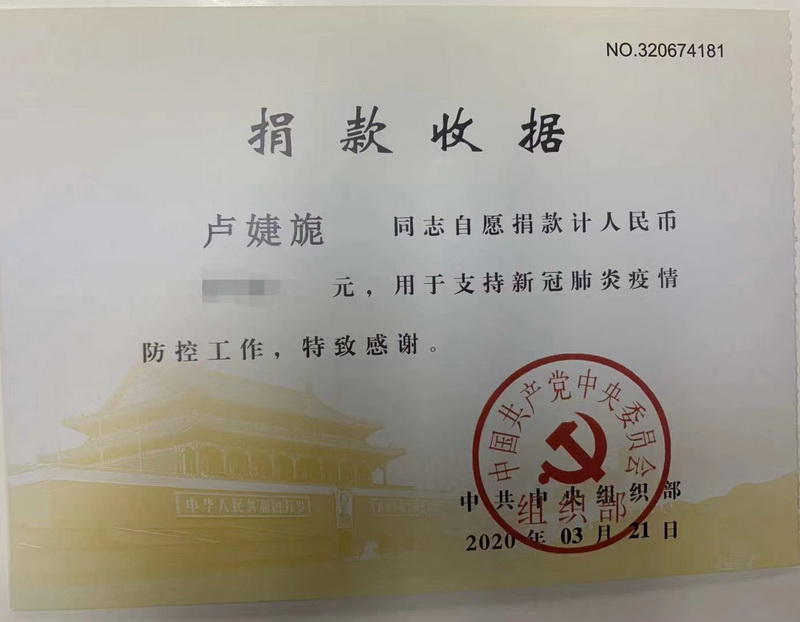 NO.320674181
捐款收据
卢婕旎 同志自愿捐款计人民币
元，用于支持新冠肺炎疫情
防控工作，特致感谢。
中国共产党中央委员会
组织部
中共中央组织部
2020年03月21日
中华人民共和国万岁